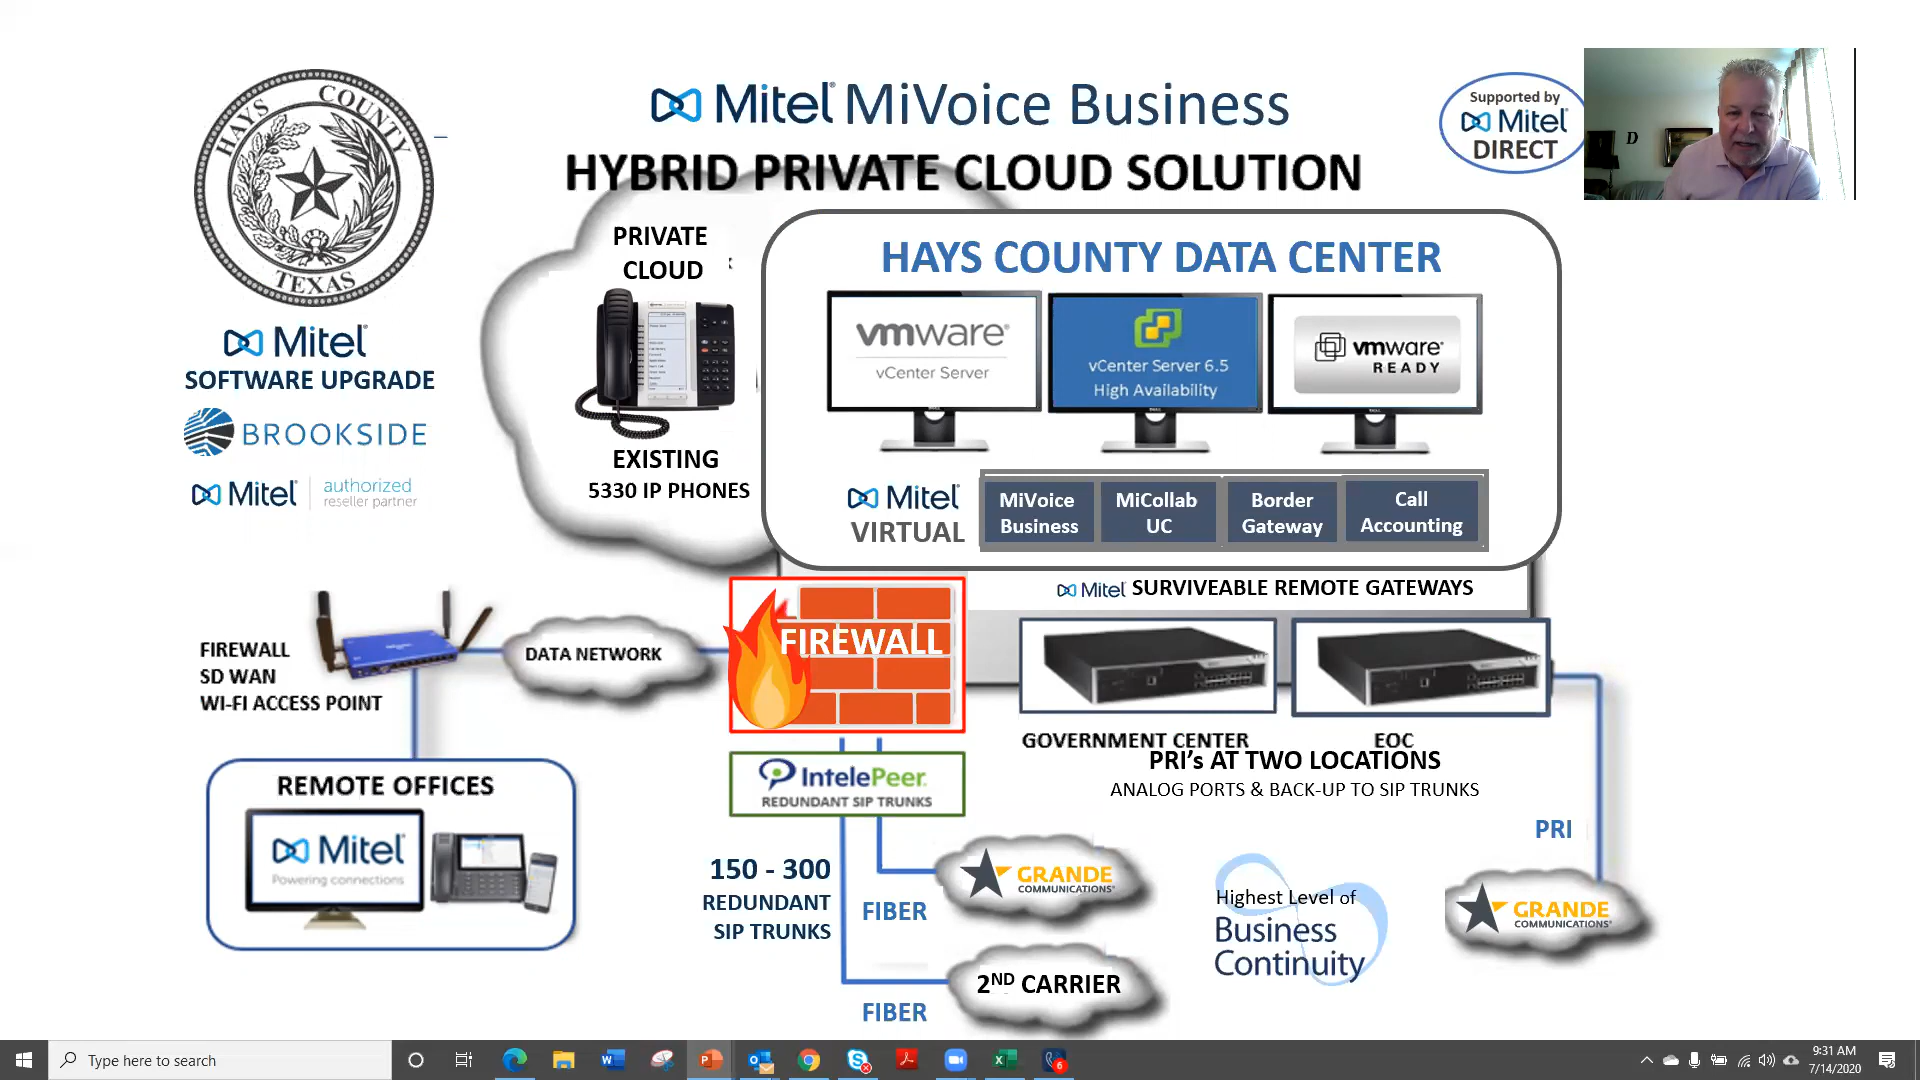 HAYS COUNTY
TEXAS
Mitel MiVoice Business
HYBRID PRIVATE CLOUD SOLUTION
Supported by
Mitel
DIRECT
D
Mitel
SOFTWARE UPGRADE
BROOKSIDE
Mitel authorized
reseller partner
PRIVATE
CLOUD
EXISTING
5330 IP PHONES
HAYS COUNTY DATA CENTER
vmware
vCenter Server
vCenter Server 6.5
High Availability
vmware
READY
Mitel
VIRTUAL
MiVoice
Business
MiCollab
UC
Border
Gateway
Call
Accounting
Mitel SURVIVEABLE REMOTE GATEWAYS
FIREWALL
SD WAN
WI-FI ACCESS POINT
DATA NETWORK
FIREWALL
GOVERNMENT CENTER
EOC
PRI's AT TWO LOCATIONS
ANALOG PORTS & BACK-UP TO SIP TRUNKS
REMOTE OFFICES
Mitel
Powering connections
IntelePeer
REDUNDANT SIP TRUNKS
150 - 300
REDUNDANT
SIP TRUNKS
FIBER
GRANDE
COMMUNICATIONS
FIBER
2ND CARRIER
Highest Level of
Business
Continuity
PRI
GRANDE
COMMUNICATIONS
Type here to search
6
9:31 AM
7/14/2020